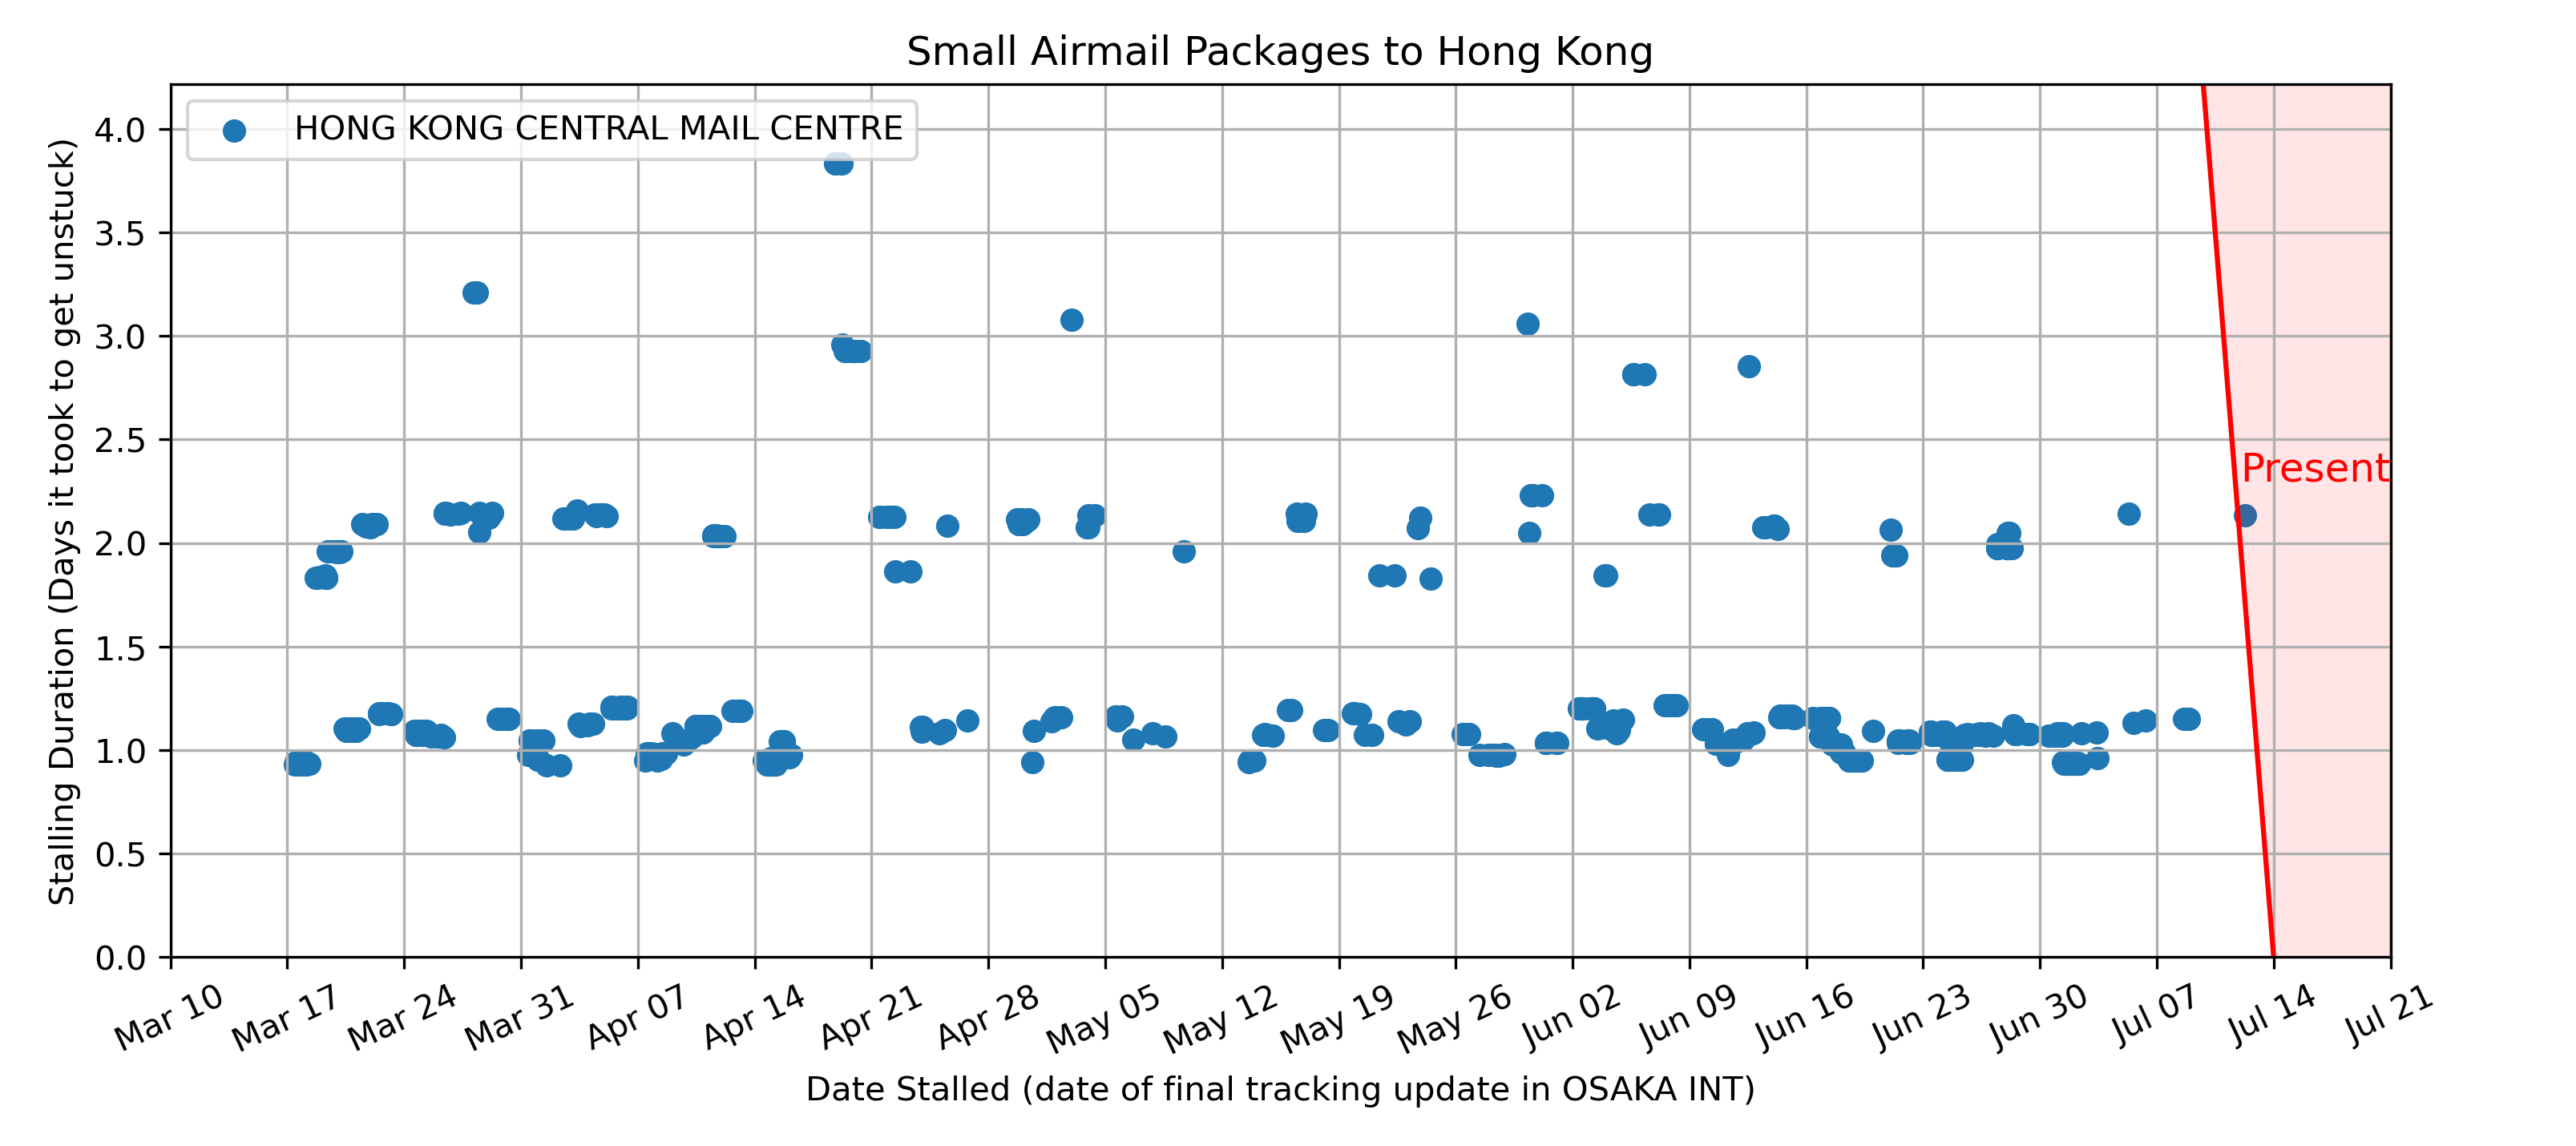 Small Airmail Packages to Hong Kong
HONG KONG CENTRAL MAIL CENTRE
Stalling Duration (Days it took to get unstuck)
4.0
3.5
3.0
2.5
2.0
1.5
1.0
0.5
0.0
Present
Mar 10 Mar 17 Mar 24 Mar 31 Apr 07 Apr 14 Apr 21 Apr 28 May 05 May 12 May 19 May 26 Jun 02 Jun 09 Jun 16 Jun 23 Jun 30 Jul 07 Jul 14 Jul 21
Date Stalled (date of final tracking update in OSAKA INT)